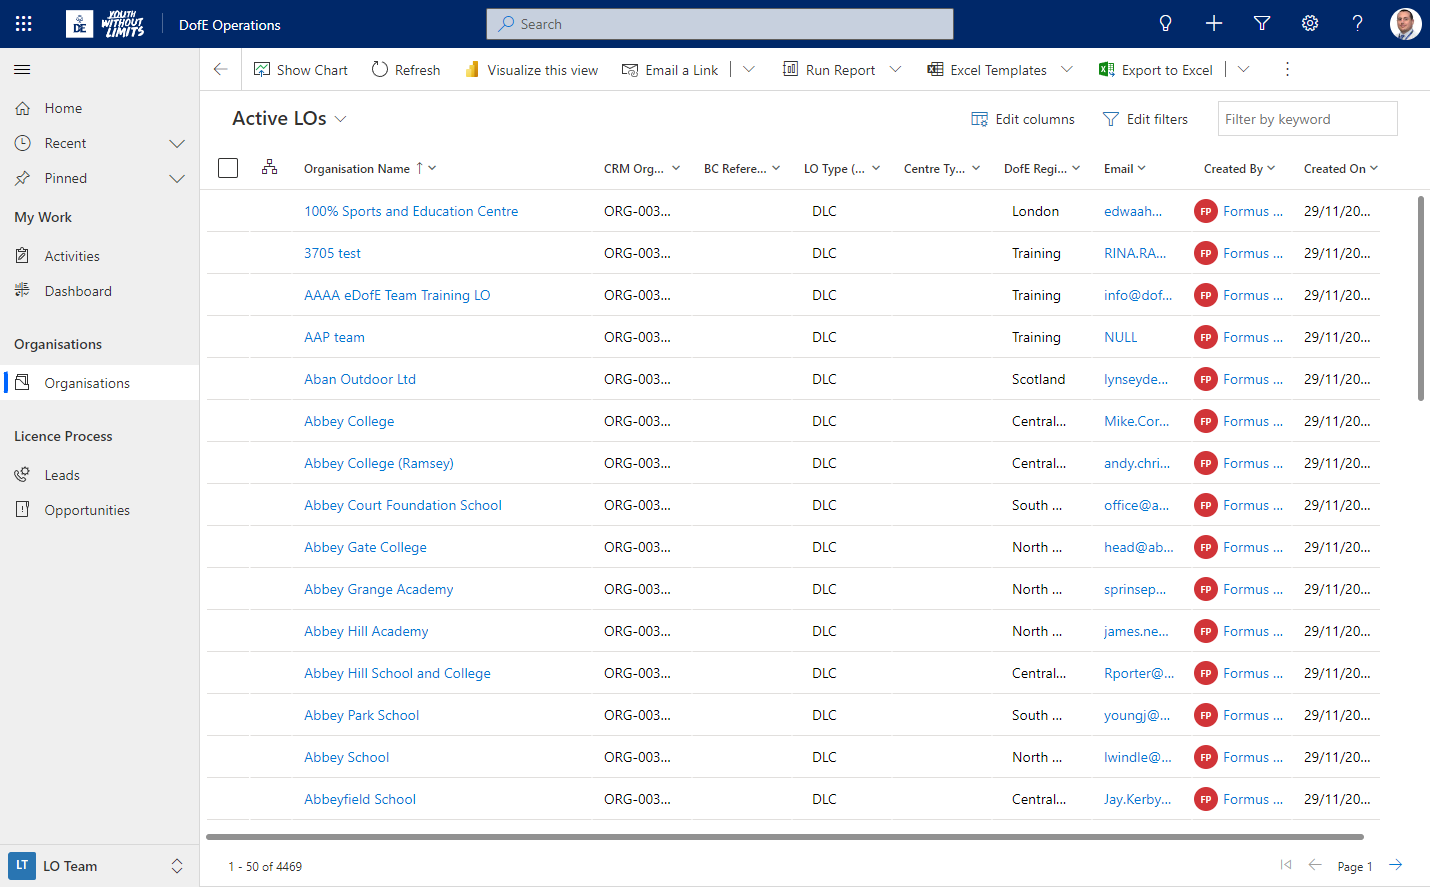 DE
YOUTH WITHOUT LIMITS
DofE Operations
Search
Home
Recent
Pinned
My Work
Activities
Dashboard
Organisations
Organisations
Licence Process
Leads
Opportunities
LT LO Team
Show Chart Refresh Visualize this view Email a Link Run Report Excel Templates Export to Excel
Active LOs
Edit columns Edit filters Filter by keyword
Organisation Name CRM Org... BC Refere... LO Type (... Centre Ty... DofE Regi... Email Created By Created On
100% Sports and Education Centre ORG-003... DLC London edwaah... FP Formus ... 29/11/20...
3705 test ORG-003... DLC Training RINA.RA... FP Formus ... 29/11/20...
AAAA eDofE Team Training LO ORG-003... DLC Training info@dof... FP Formus ... 29/11/20...
AAP team ORG-003... DLC Training NULL FP Formus ... 29/11/20...
Aban Outdoor Ltd ORG-003... DLC Scotland lynseyde... FP Formus ... 29/11/20...
Abbey College ORG-003... DLC Central... Mike.Cor... FP Formus ... 29/11/20...
Abbey College (Ramsey) ORG-003... DLC Central... andy.chri... FP Formus ... 29/11/20...
Abbey Court Foundation School ORG-003... DLC South ... office@a... FP Formus ... 29/11/20...
Abbey Gate College ORG-003... DLC North ... head@ab... FP Formus ... 29/11/20...
Abbey Grange Academy ORG-003... DLC North ... sprinsep... FP Formus ... 29/11/20...
Abbey Hill Academy ORG-003... DLC North ... james.ne... FP Formus ... 29/11/20...
Abbey Hill School and College ORG-003... DLC Central... Rporter@... FP Formus ... 29/11/20...
Abbey Park School ORG-003... DLC South ... youngj@... FP Formus ... 29/11/20...
Abbey School ORG-003... DLC North ... lwindle@... FP Formus ... 29/11/20...
Abbeyfield School ORG-003... DLC Central... Jay.Kerby... FP Formus ... 29/11/20...
1 - 50 of 4469 Page 1